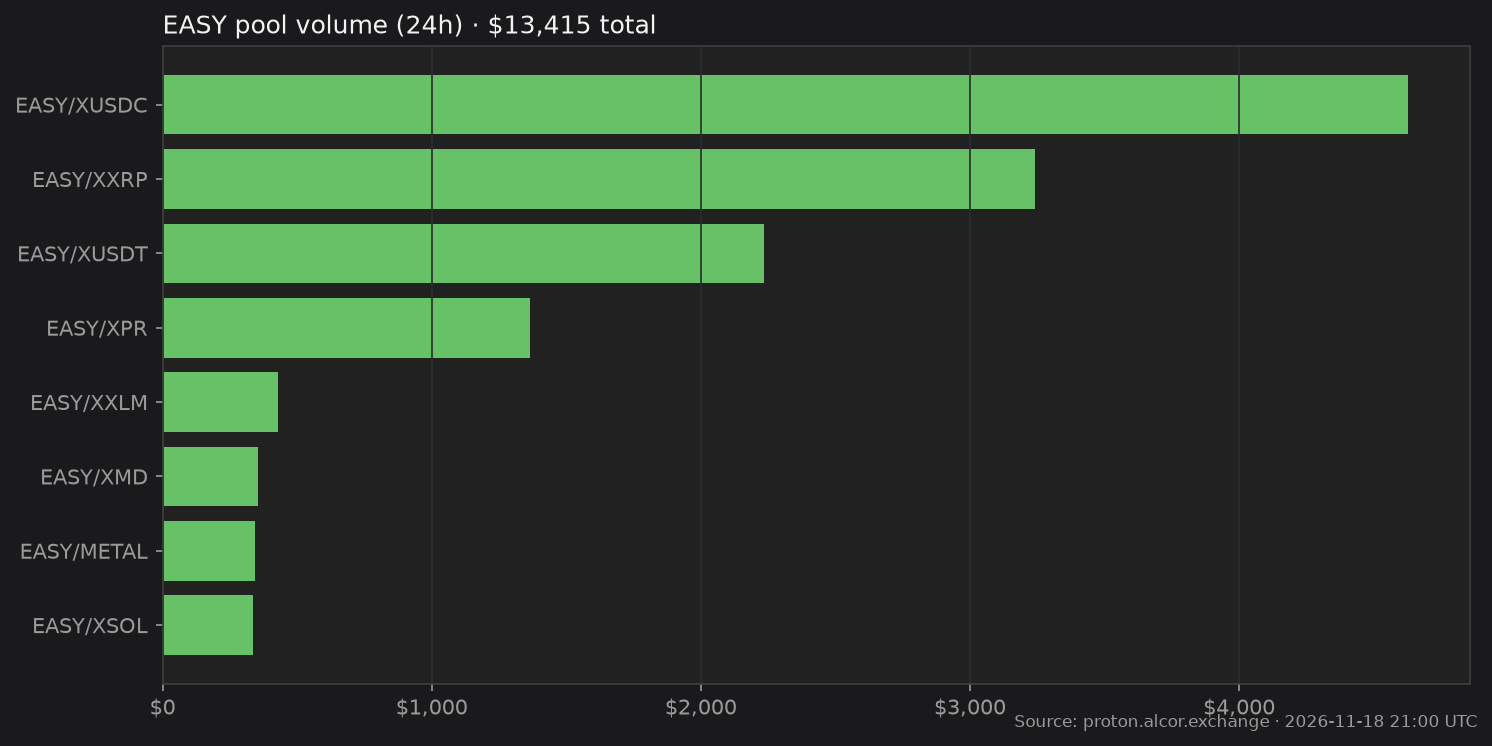 EASY pool volume (24h) · $13,415 total
EASY/XUSDC
EASY/XXRP
EASY/XUSDT
EASY/XPR
EASY/XXLM
EASY/XMD
EASY/METAL
EASY/XSOL
$0 $1,000 $2,000 $3,000 $4,000
Source: proton.alcor.exchange · 2026-11-18 21:00 UTC